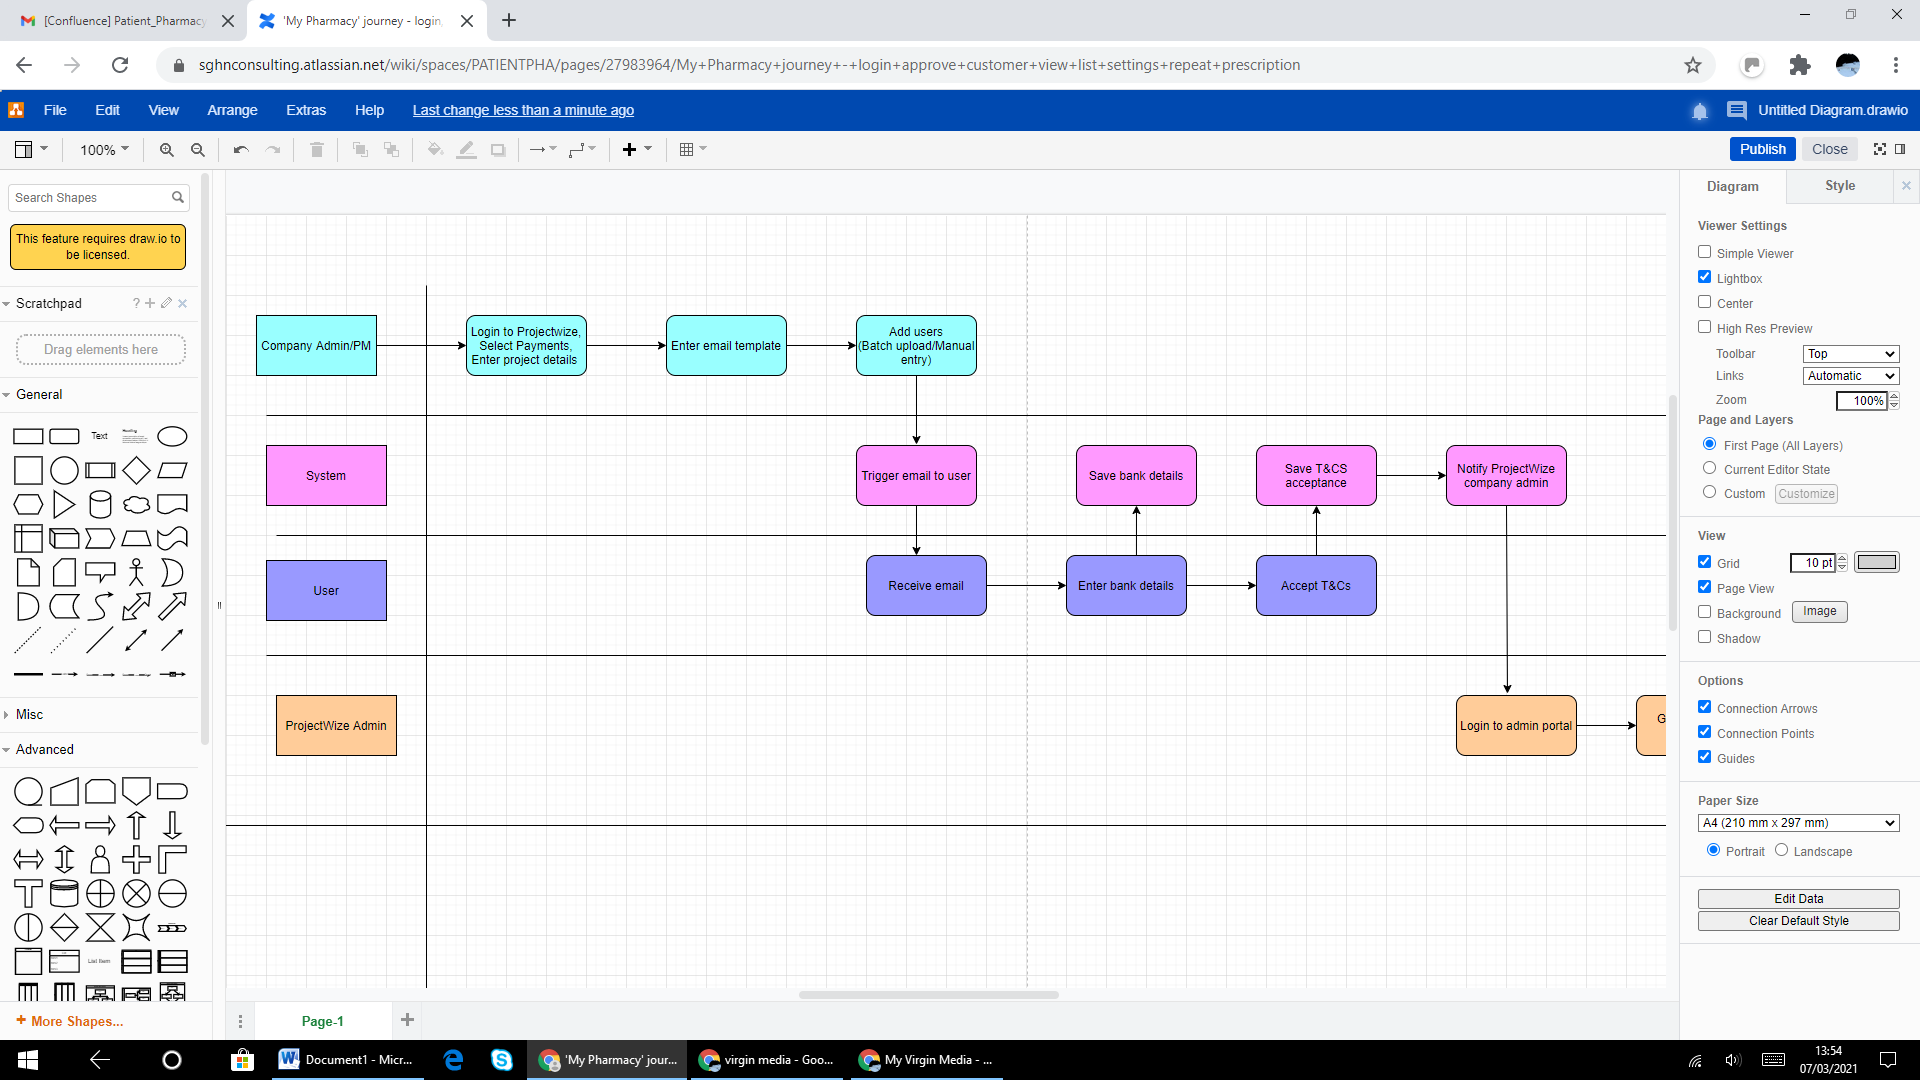 [Confluence] Patient_Pharmacy
'My Pharmacy' journey - login,
sghnconsulting.atlassian.net/wiki/spaces/PATIENTPHA/pages/27983964/My+Pharmacy+journey+-+login+approve+customer+view+list+settings+repeat+prescription
File Edit View Arrange Extras Help Last change less than a minute ago Untitled Diagram.drawio
100% Publish Close
Search Shapes
This feature requires draw.io to
be licensed.
Scratchpad ?
Drag elements here
General
Text
Heading
Misc
Advanced
List Item
+ More Shapes...
Company Admin/PM
Login to Projectwize,
Select Payments,
Enter project details
Enter email template
Add users
(Batch upload/Manual
entry)
System
Trigger email to user
Save bank details
Save T&CS
acceptance
Notify ProjectWize
company admin
User
Receive email
Enter bank details
Accept T&Cs
ProjectWize Admin
Login to admin portal
G
Page-1
Diagram Style
Viewer Settings
Simple Viewer
Lightbox
Center
High Res Preview
Toolbar Top
Links Automatic
Zoom 100%
Page and Layers
First Page (All Layers)
Current Editor State
Custom Customize
View
Grid 10 pt
Page View
Background Image
Shadow
Options
Connection Arrows
Connection Points
Guides
Paper Size
A4 (210 mm x 297 mm)
Portrait Landscape
Edit Data
Clear Default Style
Document1 - Micr...
'My Pharmacy' jour...
virgin media - Goo...
My Virgin Media - ...
13:54
07/03/2021